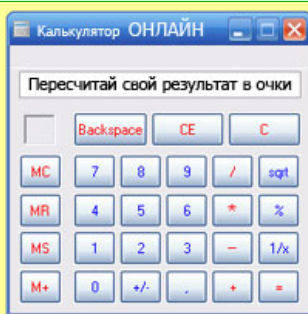 Калькулятор ОНЛАЙН
Пересчитай свой результат в очки
Backspace CE C
MC 7 8 9 / sqrt
MR 4 5 6 * %
MS 1 2 3 - 1/x
M+ 0 +/- , + =